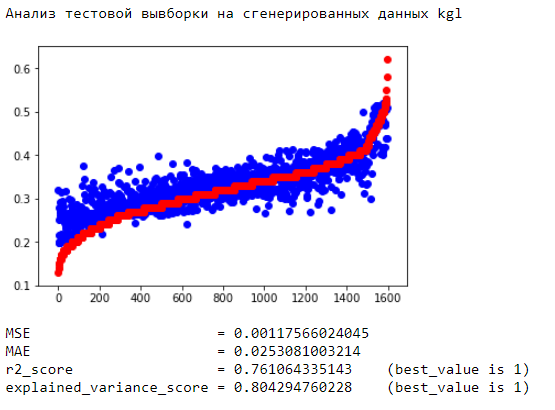 Анализ тестовой вывборки на сгенерированных данных kgl
0.6
0.5
0.4
0.3
0.2
0.1
0 200 400 600 800 1000 1200 1400 1600
MSE = 0.00117566024045
MAE = 0.0253081003214
r2_score = 0.761064335143 (best_value is 1)
explained_variance_score = 0.804294760228 (best_value is 1)